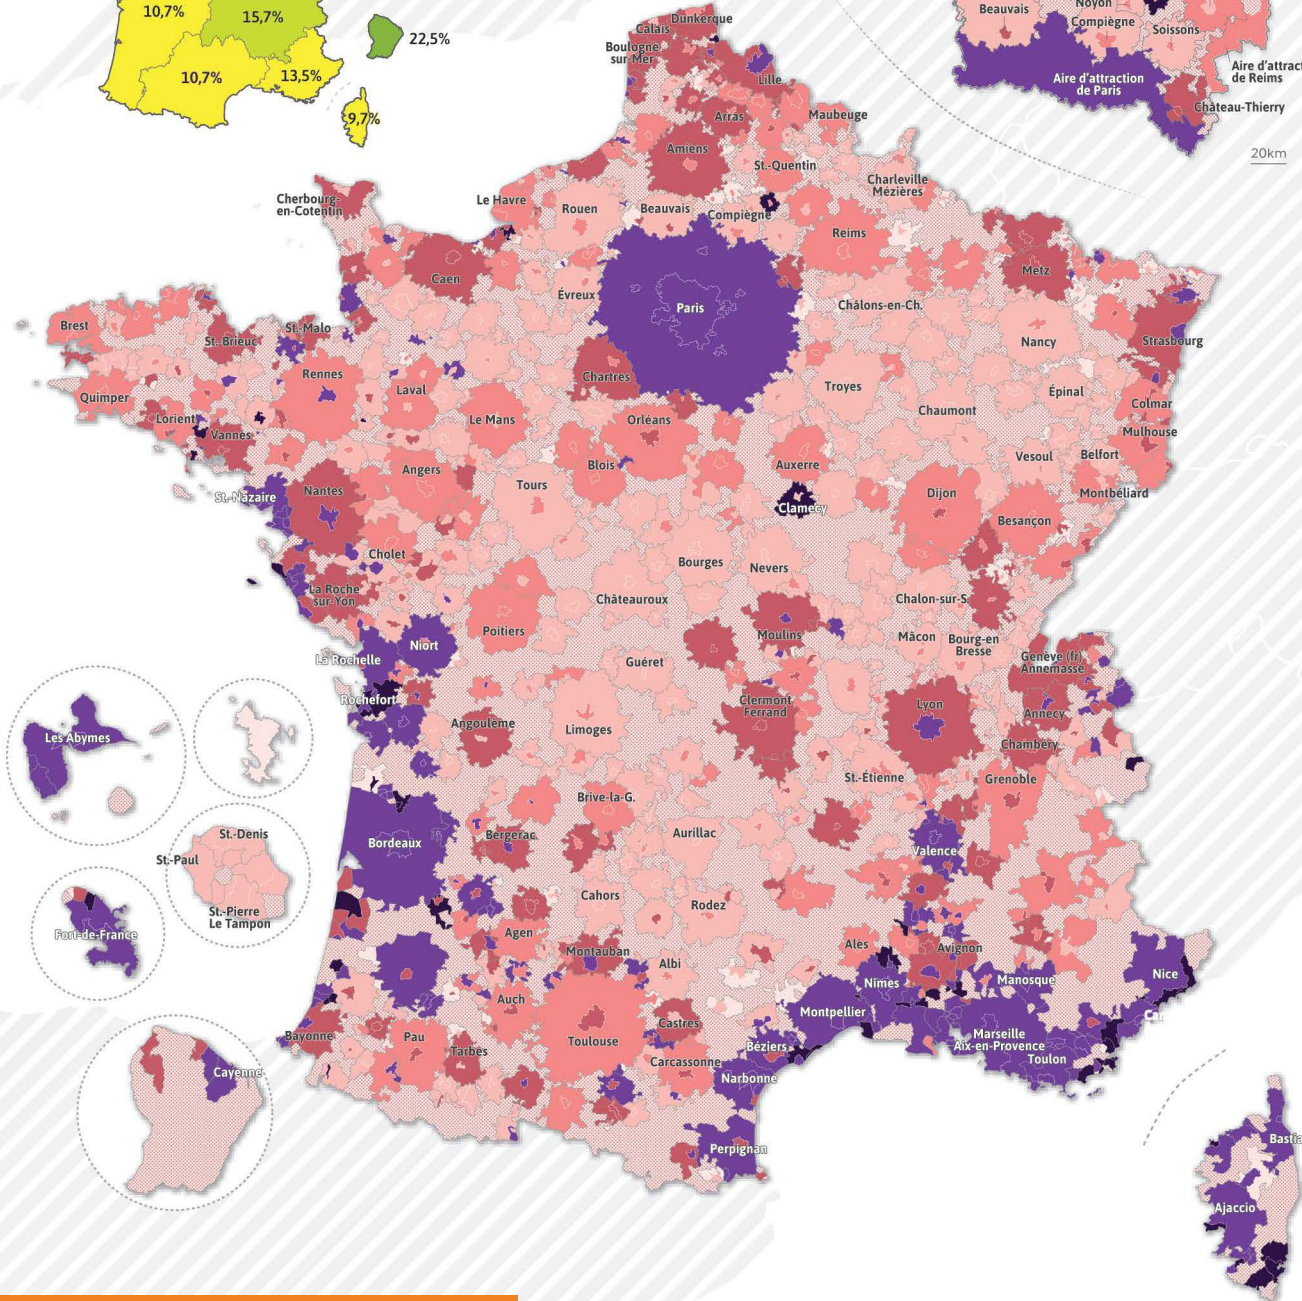 10,7%
15,7%
22,5%
10,7%
13,5%
9,7%
Beauvais
Noyon
Compiègne
Soissons
Aire d'attraction
de Paris
Aire d'attrac
de Reims
Château-Thierry
20km
Dunkerque
Calais
Boulogne
sur Mer
Lille
Arras
Maubeuge
Amiens
St.-Quentin
Charleville
Mézières
Cherbourg-
en-Cotentin
Le Havre
Rouen
Beauvais
Compiègne
Reims
Caen
Évreux
Metz
Paris
Châlons-en-Ch.
Brest
St.-Brieuc
St.-Malo
Nancy
Strasbourg
Rennes
Chartres
Laval
Troyes
Épinal
Quimper
Chaumont
Colmar
Lorient
Vannes
Le Mans
Orléans
Mulhouse
Angers
Blois
Auxerre
Vesoul
Belfort
St.-Nazaire
Nantes
Tours
Clamecy
Dijon
Montbéliard
Besançon
Cholet
Bourges
Nevers
La Roche
sur-Yon
Châteauroux
Chalon-sur-S.
Poitiers
Moulins
Mâcon
Bourg-en
Bresse
Niort
La Rochelle
Guéret
Genève (fr)
Annemasse
Rochefort
Clermont
Ferrand
Lyon
Annecy
Angoulême
Limoges
Chambéry
Les Abymes
St.-Étienne
Grenoble
Brive-la-G.
St.-Denis
Bergerac
Aurillac
Bordeaux
Valence
St.-Paul
Cahors
Rodez
St.-Pierre
Le Tampon
Fort-de-France
Agen
Montauban
Albi
Alès
Avignon
Nice
Nîmes
Manosque
Auch
Montpellier
Ca
Bayonne
Pau
Castres
Toulouse
Marseille
Aix-en-Provence
Béziers
Tarbes
Carcassonne
Toulon
Cayenne
Narbonne
Perpignan
Bastia
Ajaccio